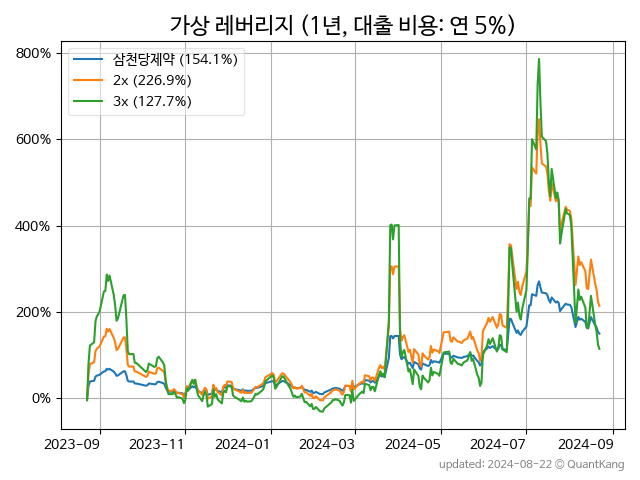 가상 레버리지 (1년, 대출 비용: 연 5%)
삼천당제약 (154.1%)
2x (226.9%)
3x (127.7%)
800%
600%
400%
200%
0%
2023-09 2023-11 2024-01 2024-03 2024-05 2024-07 2024-09
updated: 2024-08-22 © QuantKang